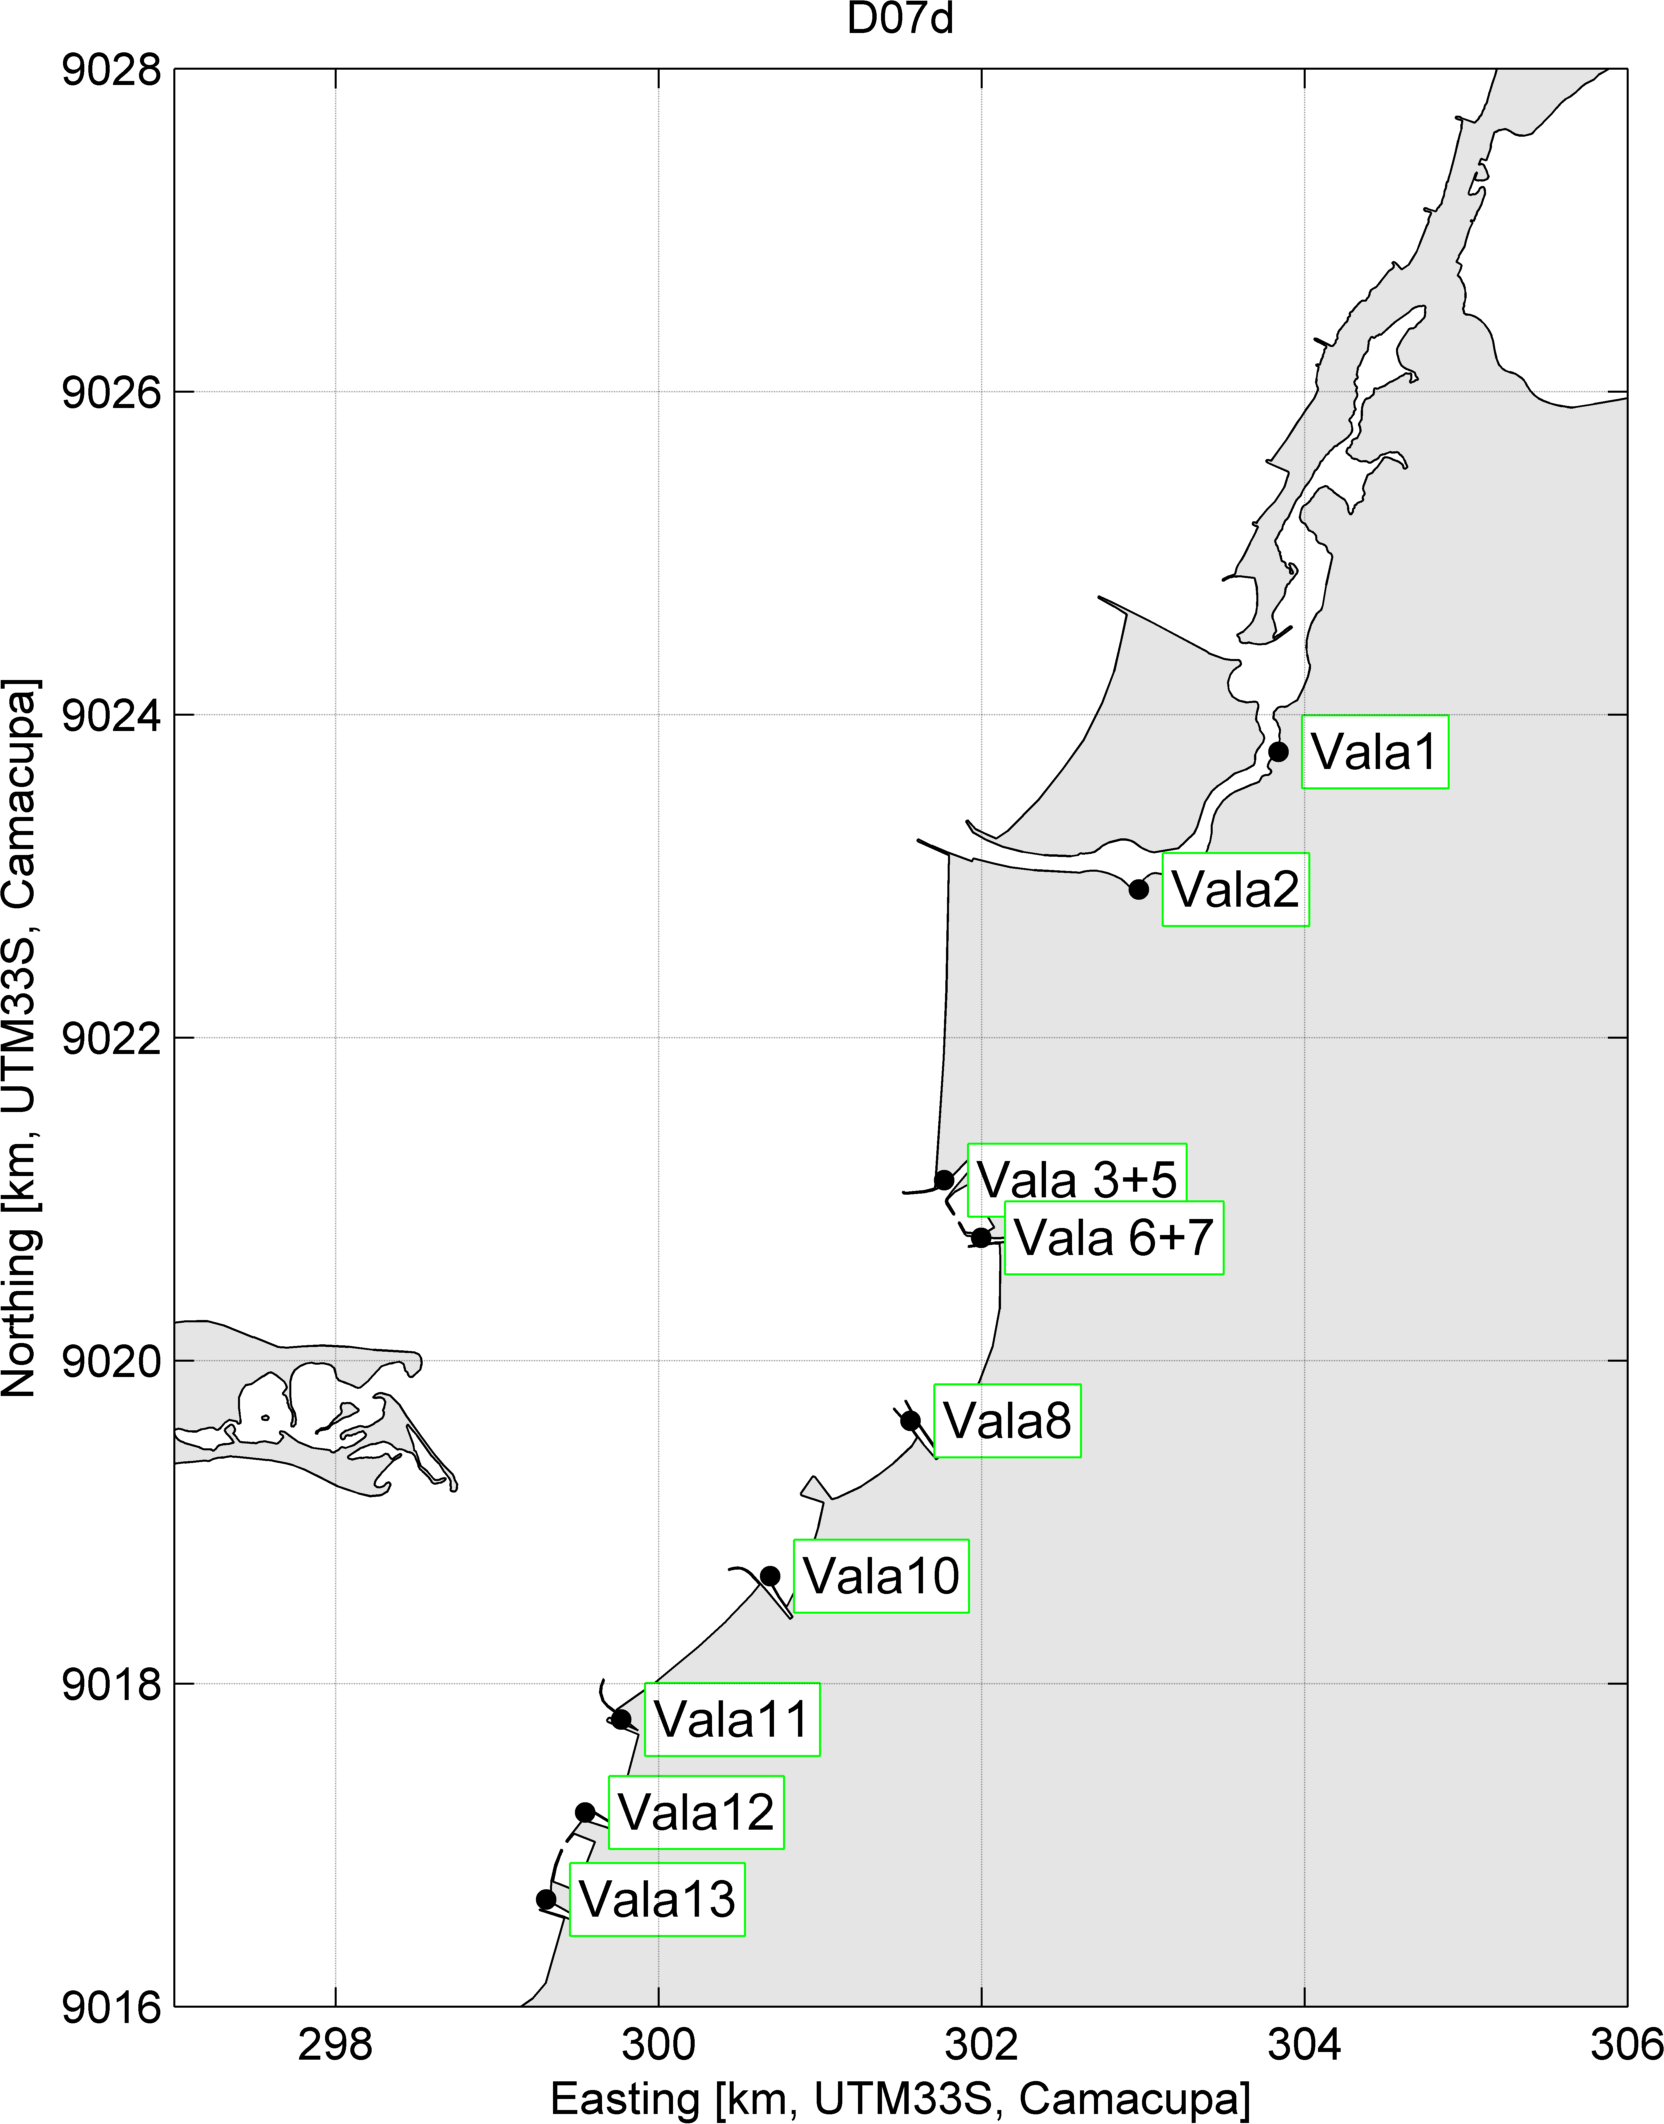 D07d
9028
9026
9024
9022
9020
9018
9016
Northing [km, UTM33S, Camacupa]
Vala1
Vala2
Vala 3+5
Vala 6+7
Vala8
Vala10
Vala11
Vala12
Vala13
298 300 302 304 306
Easting [km, UTM33S, Camacupa]